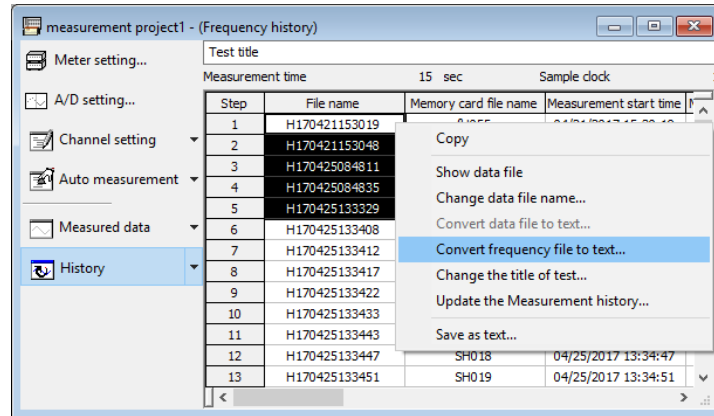 measurement project1 - (Frequency history)
Meter setting...
A/D setting...
Channel setting
Auto measurement
Measured data
History
Test title
Measurement time 15 sec Sample clock
Step File name Memory card file name Measurement start time
1 H170421153019
2 H170421153048
3 H170425084811
4 H170425084835
5 H170425133329
6 H170425133408
7 H170425133412
8 H170425133417
9 H170425133422
10 H170425133433
11 H170425133443
12 H170425133447 SH018 04/25/2017 13:34:47
13 H170425133451 SH019 04/25/2017 13:34:51
Copy
Show data file
Change data file name...
Convert data file to text...
Convert frequency file to text...
Change the title of test...
Update the Measurement history...
Save as text...